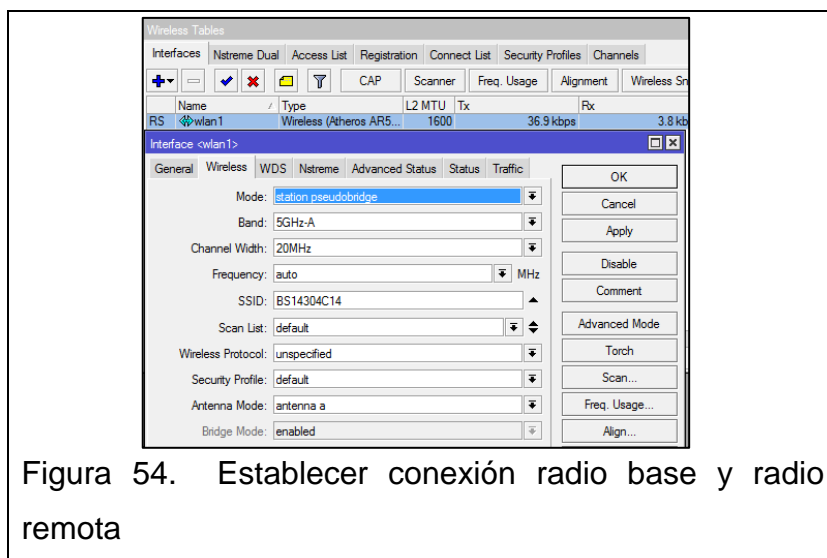 Wireless Tables
Interfaces Nstreme Dual Access List Registration Connect List Security Profiles Channels
CAP Scanner Freq. Usage Alignment Wireless Sn
Name / Type L2 MTU Tx Rx
RS wlan1 Wireless (Atheros AR5... 1600 36.9 kbps 3.8 kb
Interface <wlan1>
General Wireless WDS Nstreme Advanced Status Status Traffic
OK
Mode: station pseudobridge
Cancel
Band: 5GHz-A
Apply
Channel Width: 20MHz
Disable
Frequency: auto MHz
Comment
SSID: BS14304C14
Scan List: default
Advanced Mode
Wireless Protocol: unspecified
Torch
Security Profile: default
Scan...
Antenna Mode: antenna a
Freq. Usage...
Bridge Mode: enabled
Align...
Figura 54. Establecer conexión radio base y radio
remota